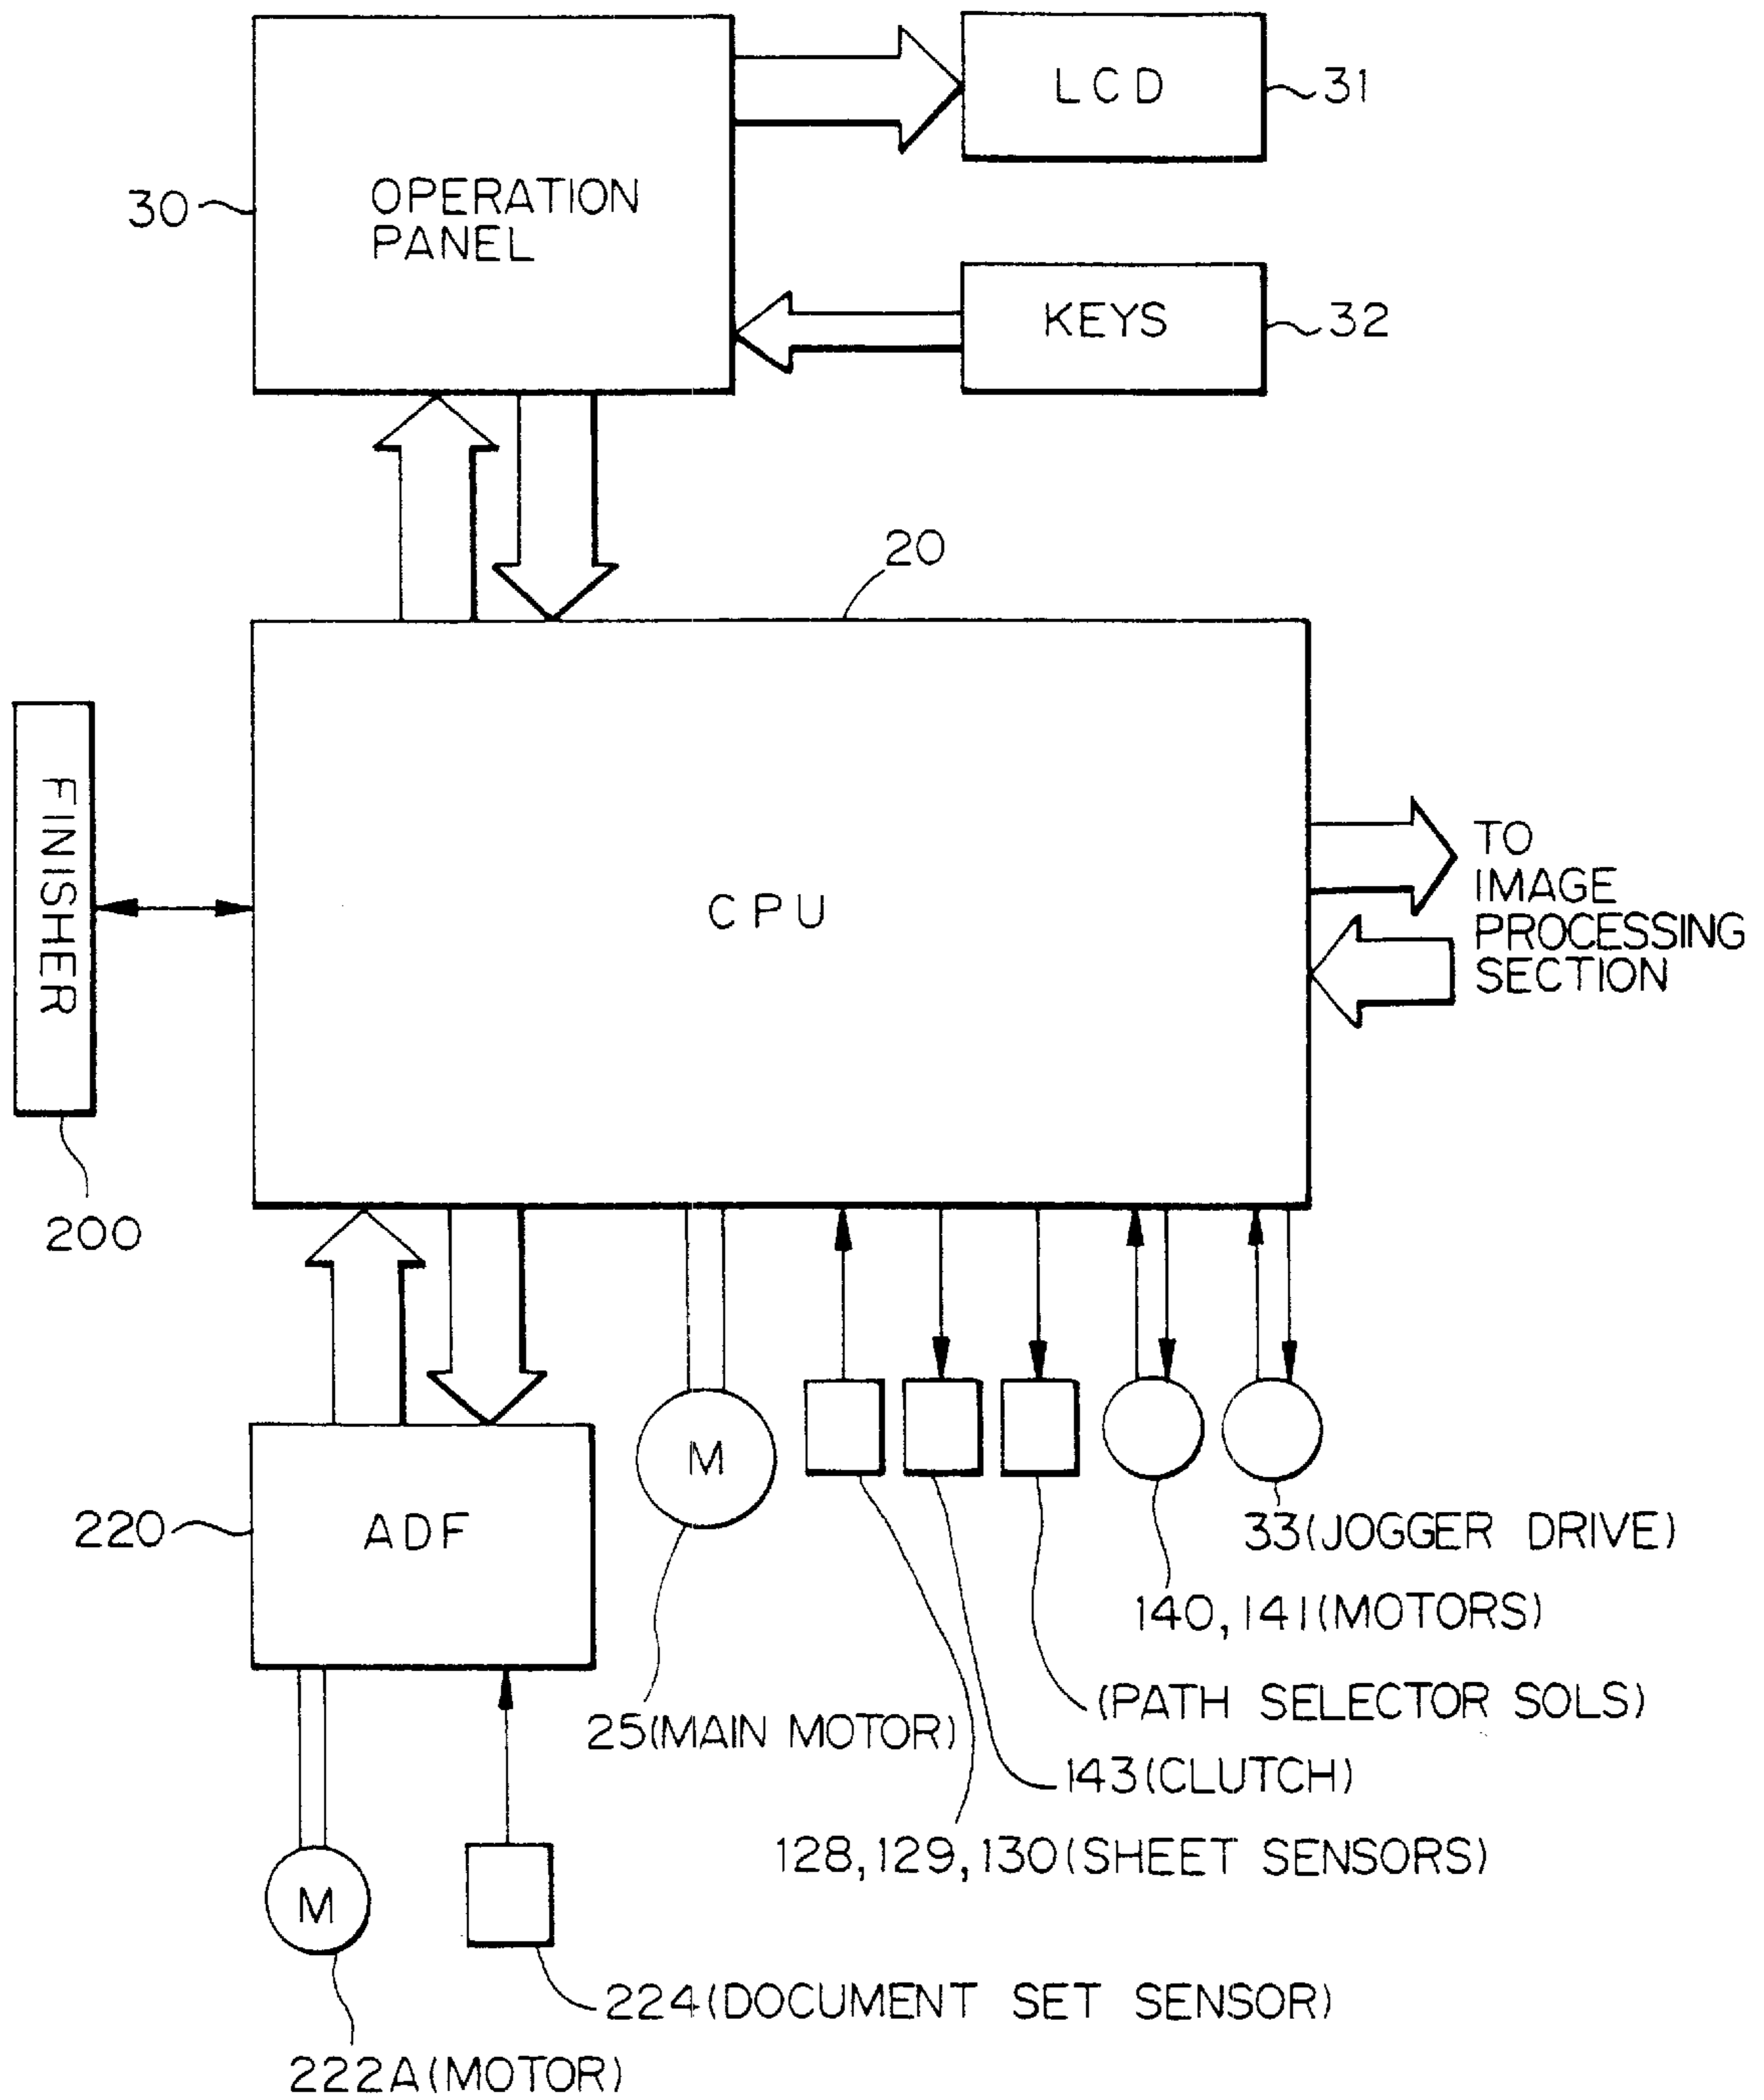 LCD
31
30
OPERATION
PANEL
KEYS
32
20
FINISHER
CPU
TO
IMAGE
PROCESSING
SECTION
200
220
ADF
M
33(JOGGER DRIVE)
140,141(MOTORS)
(PATH SELECTOR SOLS)
25(MAIN MOTOR)
143(CLUTCH)
128,129,130(SHEET SENSORS)
M
224(DOCUMENT SET SENSOR)
222A(MOTOR)